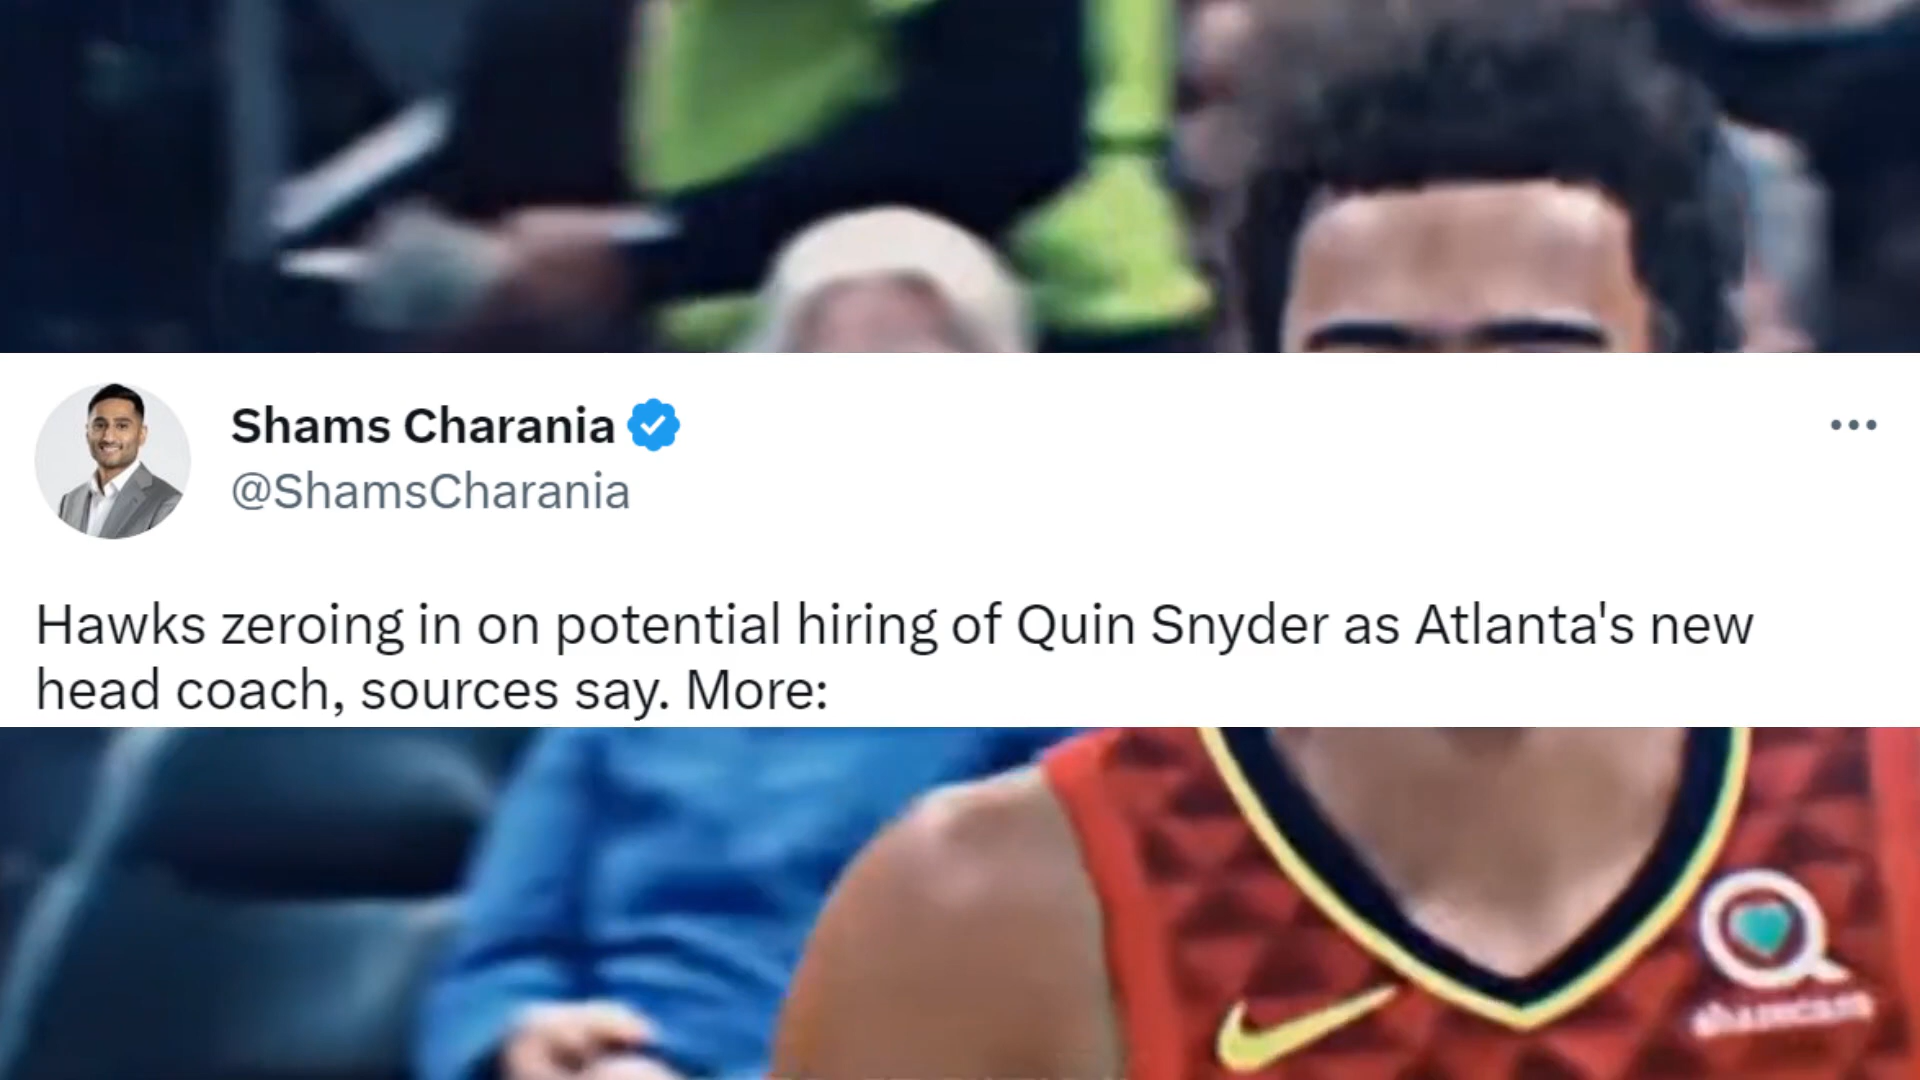 Shams Charania
@ShamsCharania
Hawks zeroing in on potential hiring of Quin Snyder as Atlanta's new
head coach, sources say. More:
sharecare